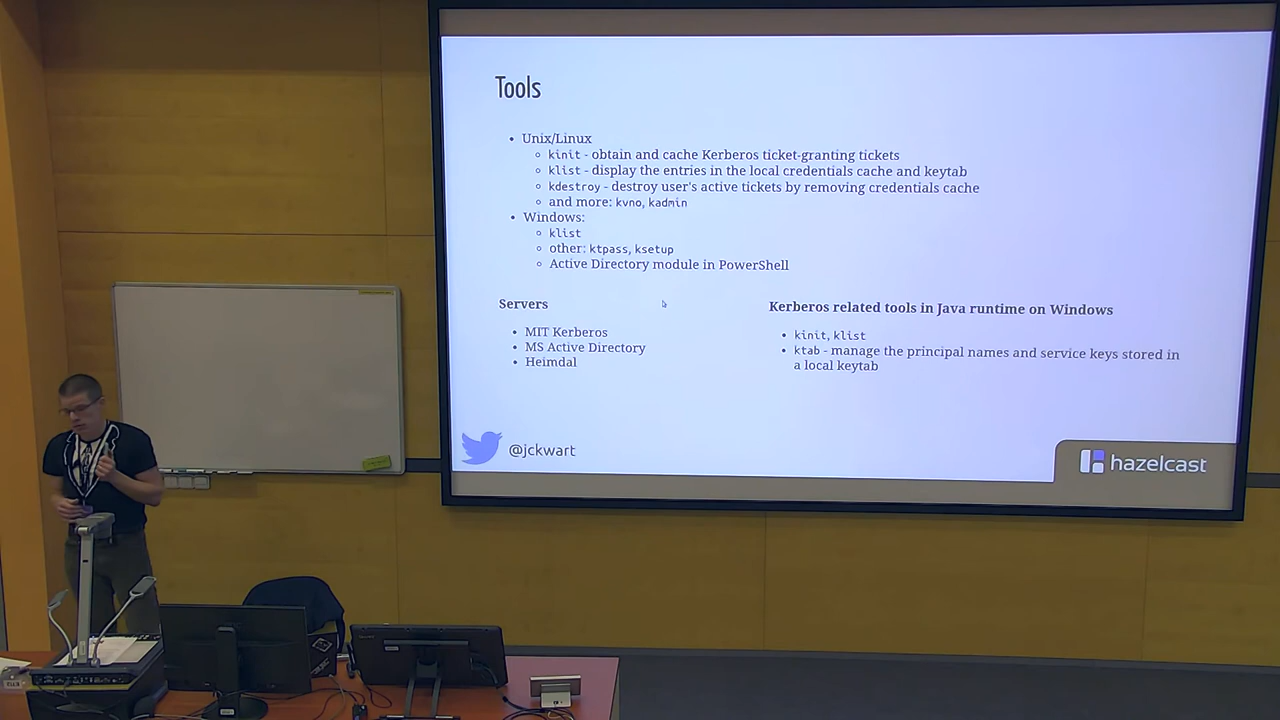 Tools
Unix/Linux
kinit - obtain and cache Kerberos ticket-granting tickets
klist - display the entries in the local credentials cache and keytab
kdestroy - destroy user's active tickets by removing credentials cache
and more: kvno, kadmin
Windows:
klist
other: ktpass, ksetup
Active Directory module in PowerShell
Servers
MIT Kerberos
MS Active Directory
Heimdal
Kerberos related tools in Java runtime on Windows
kinit, klist
ktab - manage the principal names and service keys stored in
a local keytab
@jckwart
hazelcast